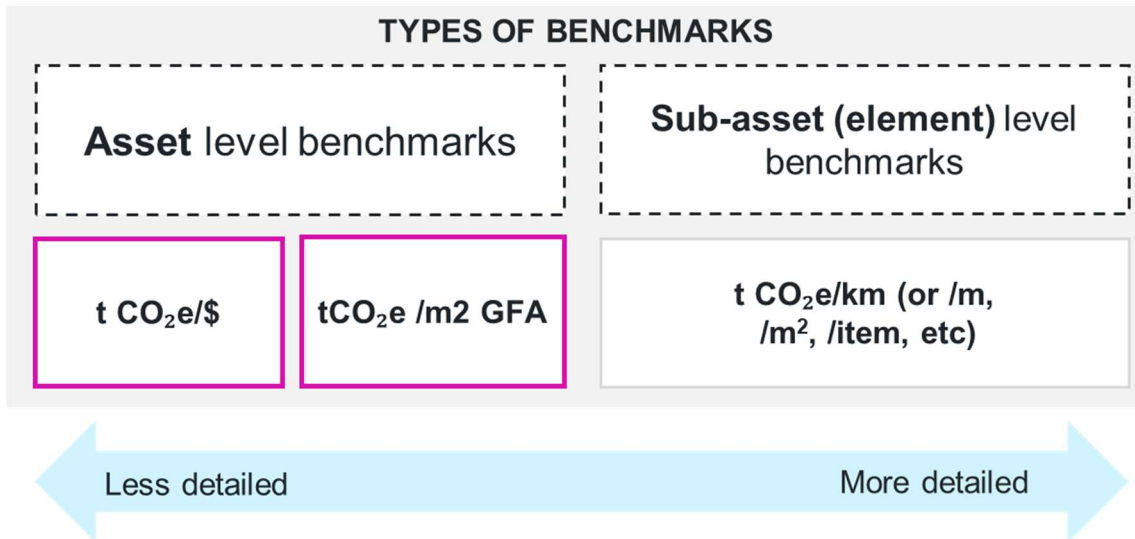 TYPES OF BENCHMARKS
Asset level benchmarks
Sub-asset (element) level
benchmarks
t CO₂e/$
tCO₂e /m2 GFA
t CO₂e/km (or /m,
/m², /item, etc)
Less detailed
More detailed